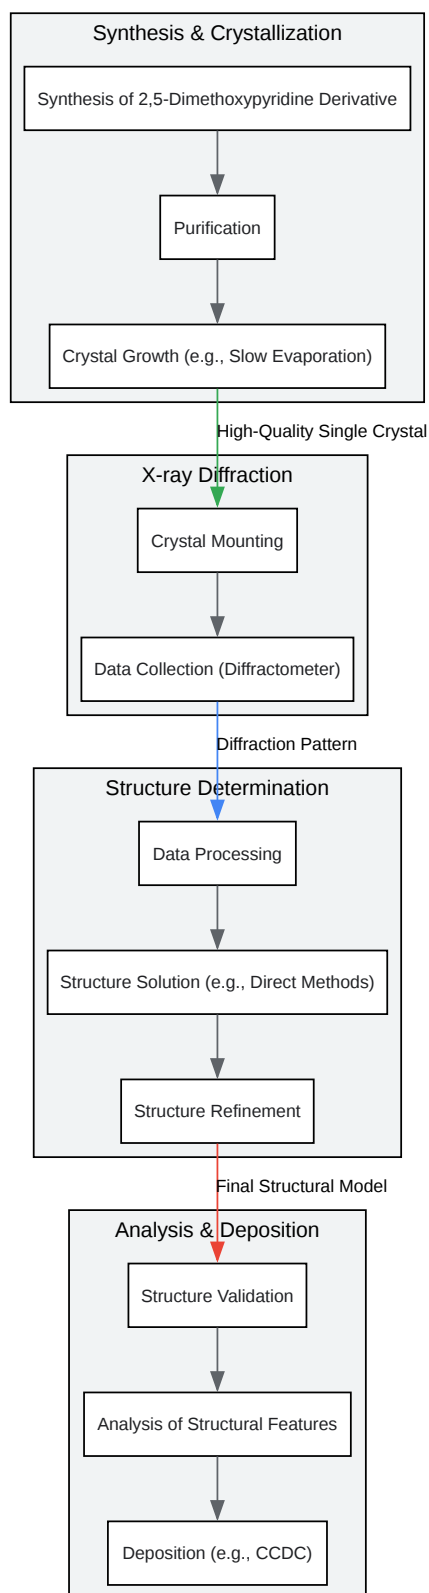 Synthesis & Crystallization
Synthesis of 2,5-Dimethoxypyridine Derivative
Purification
Crystal Growth (e.g., Slow Evaporation)
High-Quality Single Crystal
X-ray Diffraction
Crystal Mounting
Data Collection (Diffractometer)
Diffraction Pattern
Structure Determination
Data Processing
Structure Solution (e.g., Direct Methods)
Structure Refinement
Final Structural Model
Analysis & Deposition
Structure Validation
Analysis of Structural Features
Deposition (e.g., CCDC)